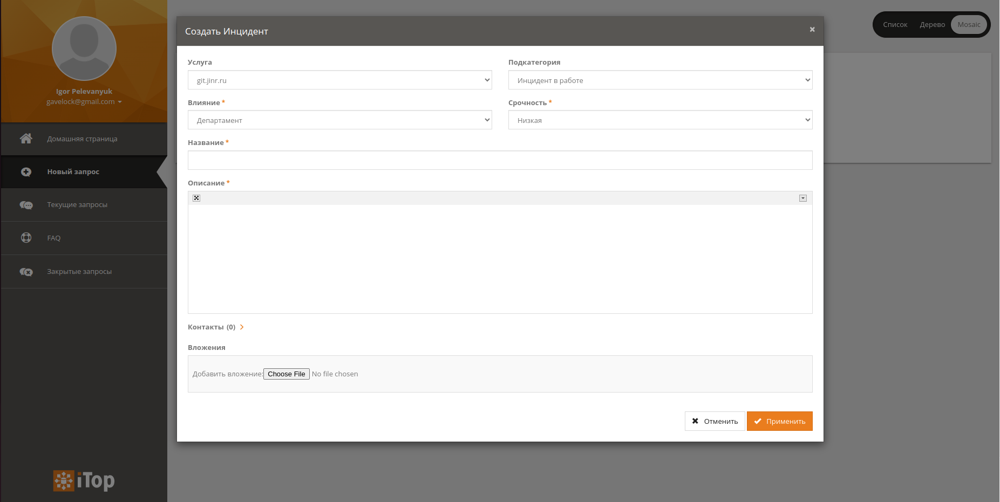 Igor Pelevanyuk
gavelock@gmail.com
Домашняя страница
Новый запрос
Текущие запросы
FAQ
Закрытые запросы
iTop
Список Дерево Mosaic
Создать Инцидент ×
Услуга Подкатегория
git.jinr.ru Инцидент в работе
Влияние * Срочность *
Департамент Низкая
Название *
Описание *
Контакты (0)
Вложения
Добавить вложение: Choose File No file chosen
Отменить Применить